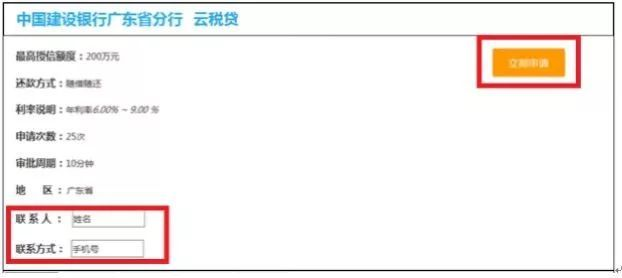 中国建设银行广东省分行 云税贷
最高授信额度：200万元
立即申请
还款方式：随借随还
利率说明：年利率6.00% ~ 9.00 %
申请次数：25次
审批周期：10分钟
地 区：广东省
联 系 人： 姓名
联系方式： 手机号